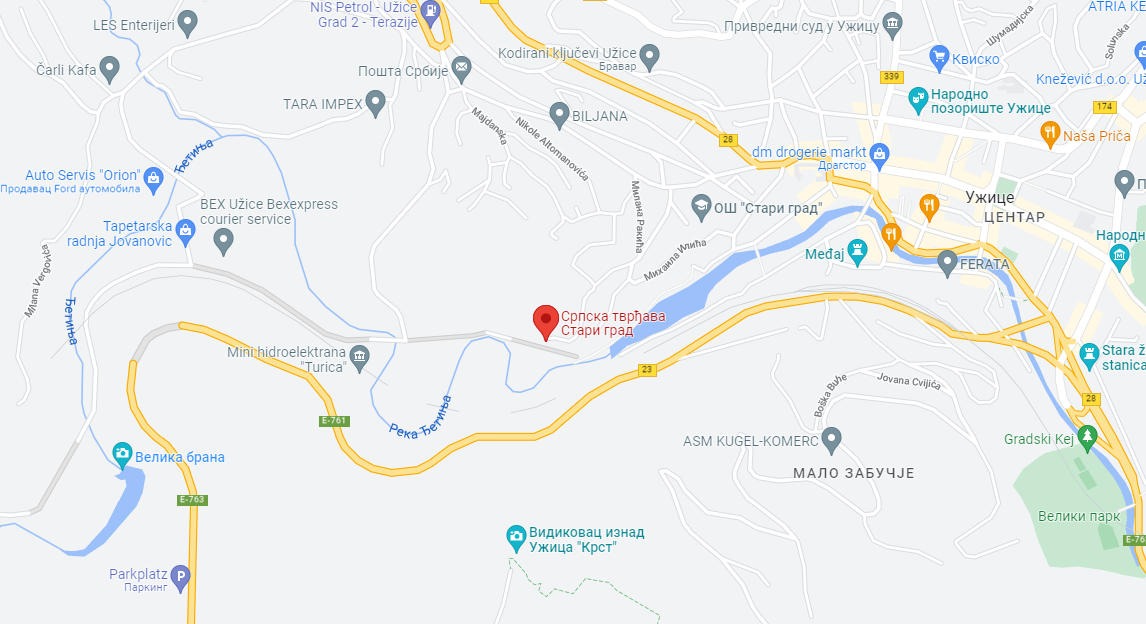 NIS Petrol - Užice
Grad 2 - Terazije
ATRIA KE
LES Enterijeri
Привредни суд у Ужицу
Шумадијска
Soluńska
Kodirani ključevi Užice
Бравар
Квиско
Čarli Kafa
Пошта Србије
339
Knežević d.o.o. Už
TARA IMPEX
Народно
позориште Ужице
174
BILJANA
Majdanska
Nikole Altomanovića
28
Naša Priča
Ђетиња
dm drogerie markt
Драгстор
Auto Servis "Orion"
Продавац Ford аутомобила
П
BEX Užice Bexexpress
courier service
Милана Ракића
ОШ "Стари град"
Ужице
ЦЕНТАР
Tapetarska
radnja Jovanovic
Михаила Илића
Народн
Međaj
FERATA
Milana Vergovića
Ђетиња
Српска тврђава
Стари град
Mini hidroelektrana
"Turica"
23
Stara ž
stanica
Jovana Cvijića
Boška Buhe
28
E-761
Река Ђетиња
ASM KUGEL-KOMERC
Gradski Kej
Велика брана
МАЛО ЗАБУЧЈЕ
E-763
Велики парк
Видиковац изнад
Ужица "Крст"
E-76
Parkplatz
P
Паркинг